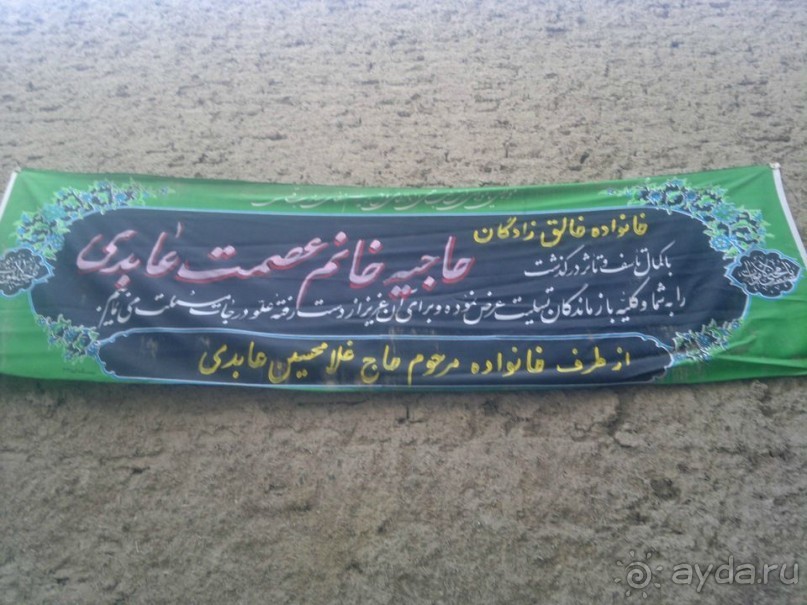 خانواده خالق زادگان
باکمال تاسف و تاثر درگذشت
حاجیه خانم عصمت عابدی
را به شما و کلیه بازماندگان تسلیت عرض نموده و برای آن عزیز از دست رفته علو درجات مسئلت می نمائیم
از طرف خانواده مرحوم حاج غلامحسین عابدی
ayda.ru